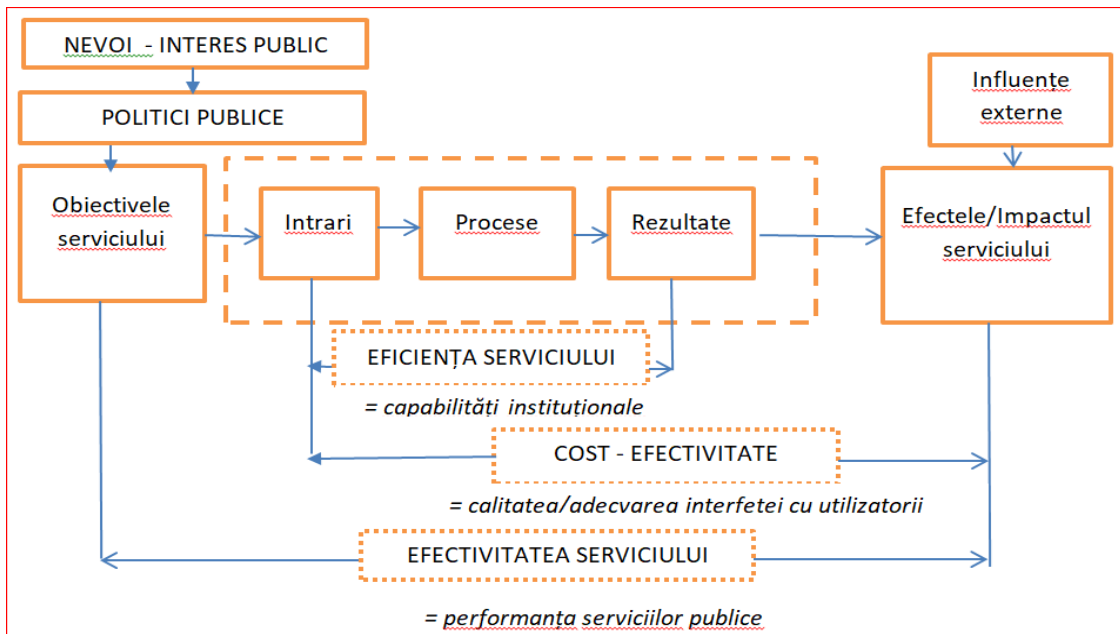 NEVOI - INTERES PUBLIC
POLITICI PUBLICE
Influențe
externe
Obiectivele
serviciului
Intrari
Procese
Rezultate
Efectele/Impactul
serviciului
EFICIENȚA SERVICIULUI
= capabilități instituționale
COST - EFECTIVITATE
= calitatea/adecvarea interfetei cu utilizatorii
EFECTIVITATEA SERVICIULUI
= performanța serviciilor publice